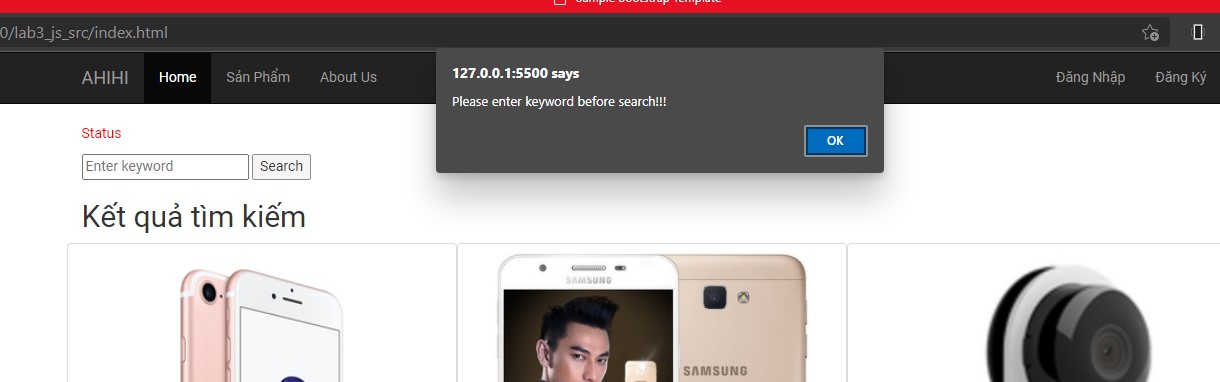 Sample Bootstrap Template
0/lab3_js_src/index.html
AHIHI Home Sản Phẩm About Us Đăng Nhập Đăng Ký
127.0.0.1:5500 says
Please enter keyword before search!!!
OK
Status
Enter keyword Search
Kết quả tìm kiếm
SAMSUNG
SAMSUNG